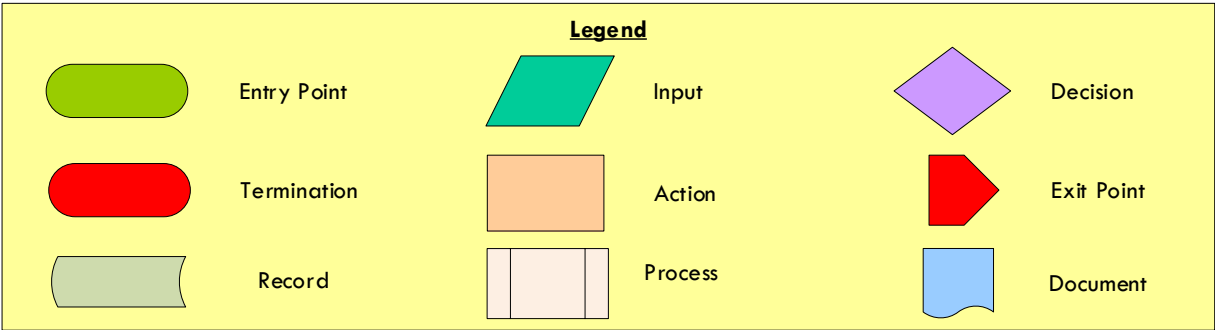 Legend
Entry Point
Input
Decision
Termination
Action
Exit Point
Record
Process
Document